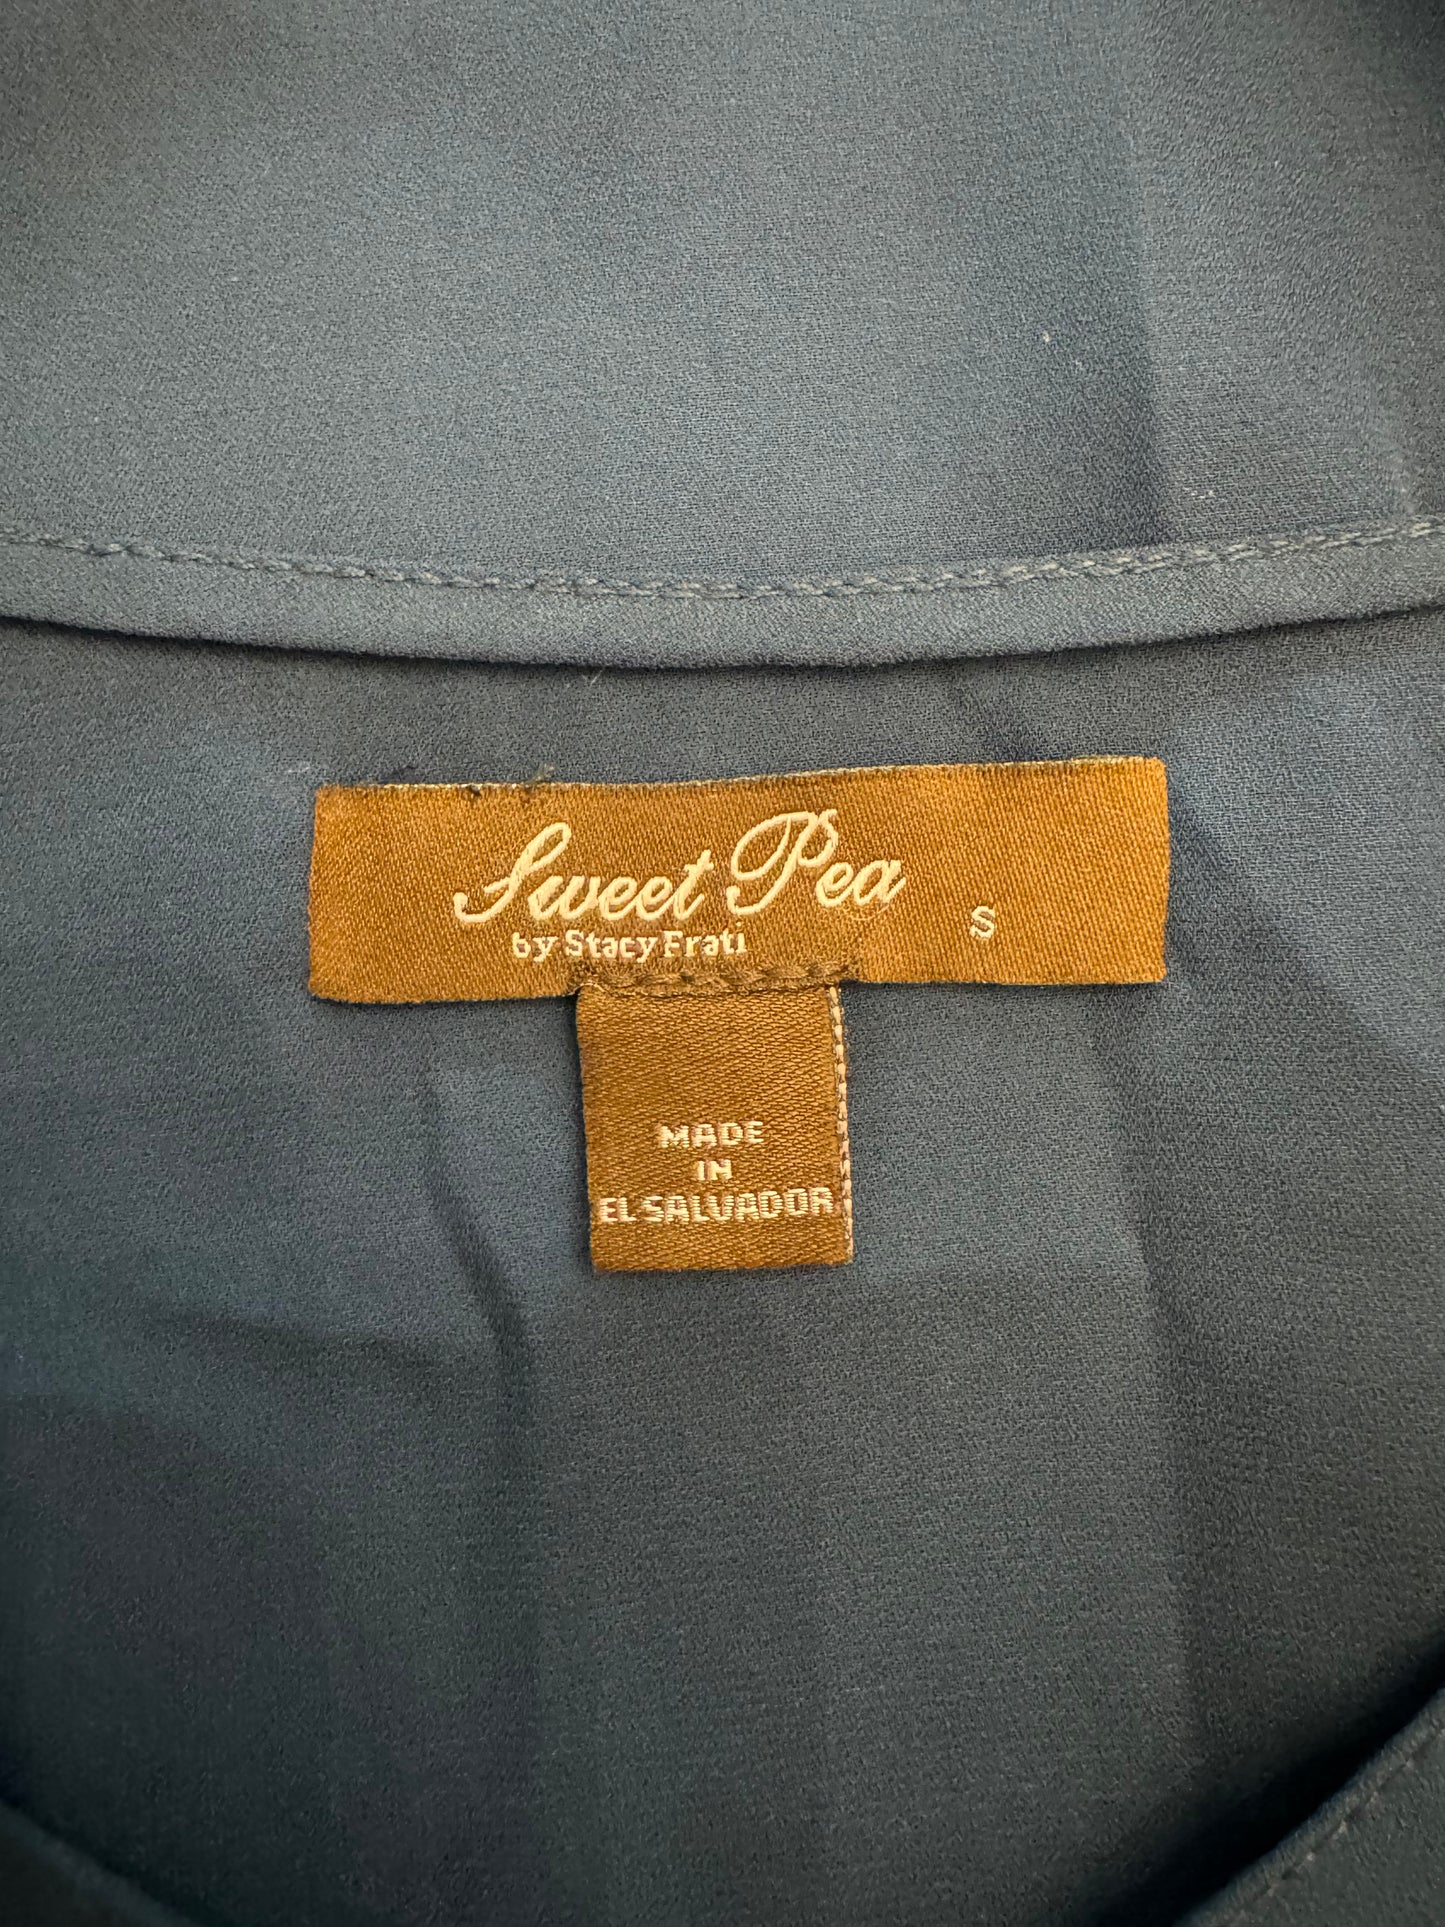 Sweet Pea
by Stacy Frati
S
MADE
IN
EL SALVADOR